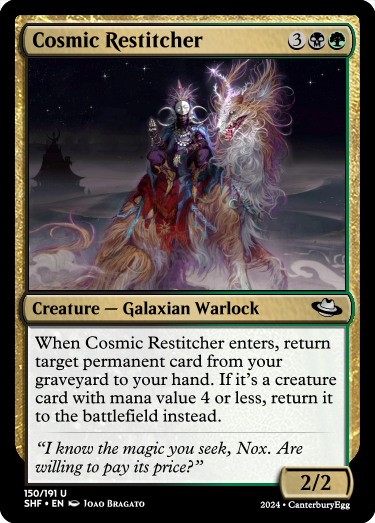 Cosmic Restitcher 3
Creature — Galaxian Warlock
When Cosmic Restitcher enters, return
target permanent card from your
graveyard to your hand. If it's a creature
card with mana value 4 or less, return it
to the battlefield instead.
“I know the magic you seek, Nox. Are
willing to pay its price?”
2/2
150/191 U
SHF • EN Joao Bragato 2024 • CanterburyEgg